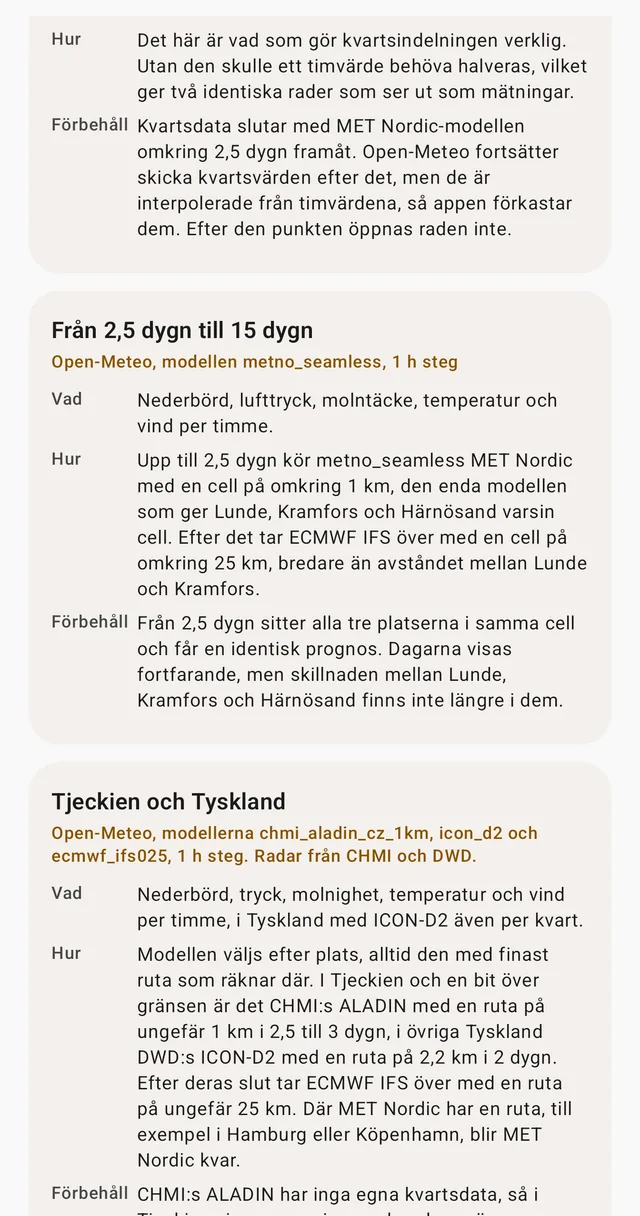 Hur
Det här är vad som gör kvartsindelningen verklig.
Utan den skulle ett timvärde behöva halveras, vilket
ger två identiska rader som ser ut som mätningar.
Förbehåll
Kvartsdata slutar med MET Nordic-modellen
omkring 2,5 dygn framåt. Open-Meteo fortsätter
skicka kvartsvärden efter det, men de är
interpolerade från timvärdena, så appen förkastar
dem. Efter den punkten öppnas raden inte.
Från 2,5 dygn till 15 dygn
Open-Meteo, modellen metno_seamless, 1 h steg
Vad
Nederbörd, lufttryck, molntäcke, temperatur och
vind per timme.
Hur
Upp till 2,5 dygn kör metno_seamless MET Nordic
med en cell på omkring 1 km, den enda modellen
som ger Lunde, Kramfors och Härnösand varsin
cell. Efter det tar ECMWF IFS över med en cell på
omkring 25 km, bredare än avståndet mellan Lunde
och Kramfors.
Förbehåll
Från 2,5 dygn sitter alla tre platserna i samma cell
och får en identisk prognos. Dagarna visas
fortfarande, men skillnaden mellan Lunde,
Kramfors och Härnösand finns inte längre i dem.
Tjeckien och Tyskland
Open-Meteo, modellerna chmi_aladin_cz_1km, icon_d2 och
ecmwf_ifs025, 1 h steg. Radar från CHMI och DWD.
Vad
Nederbörd, tryck, molnighet, temperatur och vind
per timme, i Tyskland med ICON-D2 även per kvart.
Hur
Modellen väljs efter plats, alltid den med finast
ruta som räknar där. I Tjeckien och en bit över
gränsen är det CHMI:s ALADIN med en ruta på
ungefär 1 km i 2,5 till 3 dygn, i övriga Tyskland
DWD:s ICON-D2 med en ruta på 2,2 km i 2 dygn.
Efter deras slut tar ECMWF IFS över med en ruta
på ungefär 25 km. Där MET Nordic har en ruta, till
exempel i Hamburg eller Köpenhamn, blir MET
Nordic kvar.
Förbehåll
CHMI:s ALADIN har inga egna kvartsdata, så i